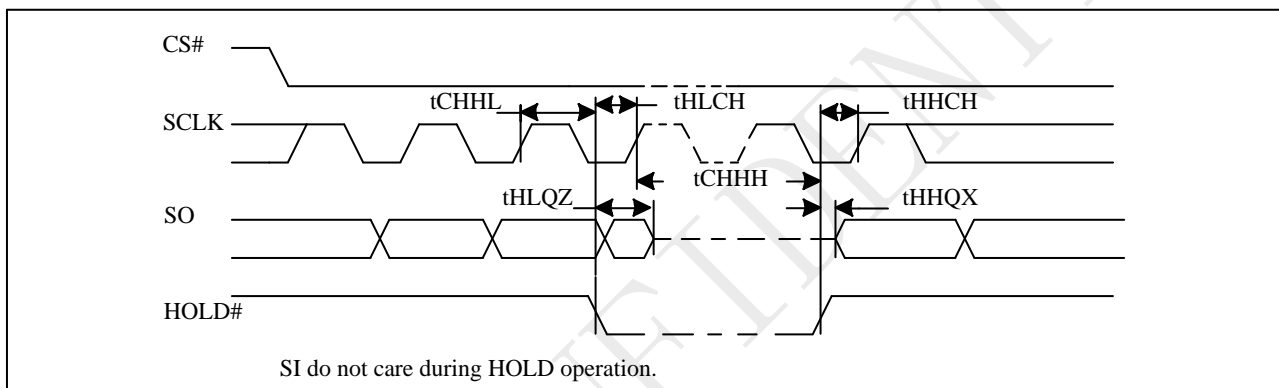 CS#
tCHHL tHLCH tHHCH
SCLK
tCHHH
tHLQZ tHHQX
SO
HOLD#
SI do not care during HOLD operation.